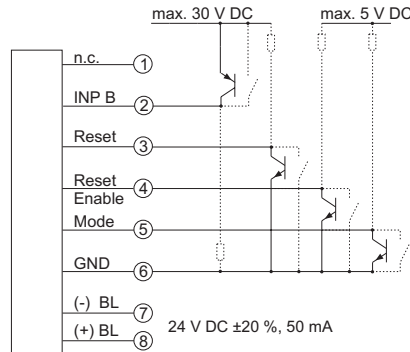 max. 30 V DC
max. 5 V DC
n.c. 1
INP B 2
Reset 3
Reset
Enable 4
Mode 5
GND 6
(-) BL 7
(+) BL 8
24 V DC ±20 %, 50 mA